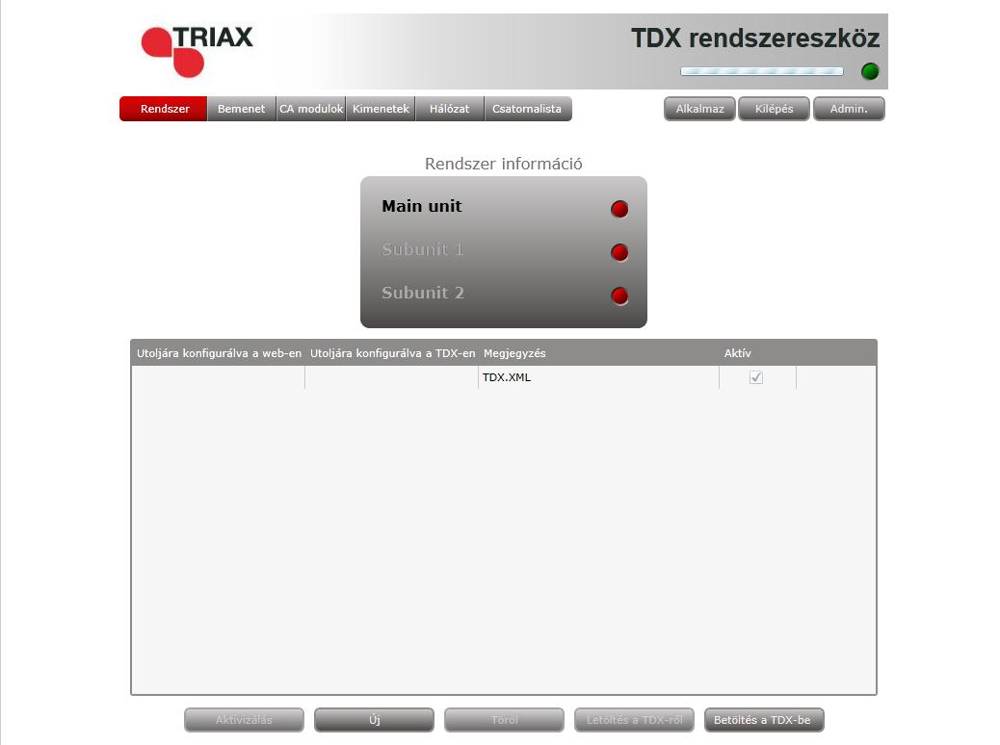 TRIAX
TDX rendszereszköz
Rendszer Bemenet CA modulok Kimenetek Hálózat Csatornalista Alkalmaz Kilépés Admin.
Rendszer információ
Main unit
Subunit 1
Subunit 2
Utoljára konfigurálva a web-en Utoljára konfigurálva a TDX-en Megjegyzés Aktív
TDX.XML
Aktivizálás Új Töröl Letöltés a TDX-ről Betöltés a TDX-be